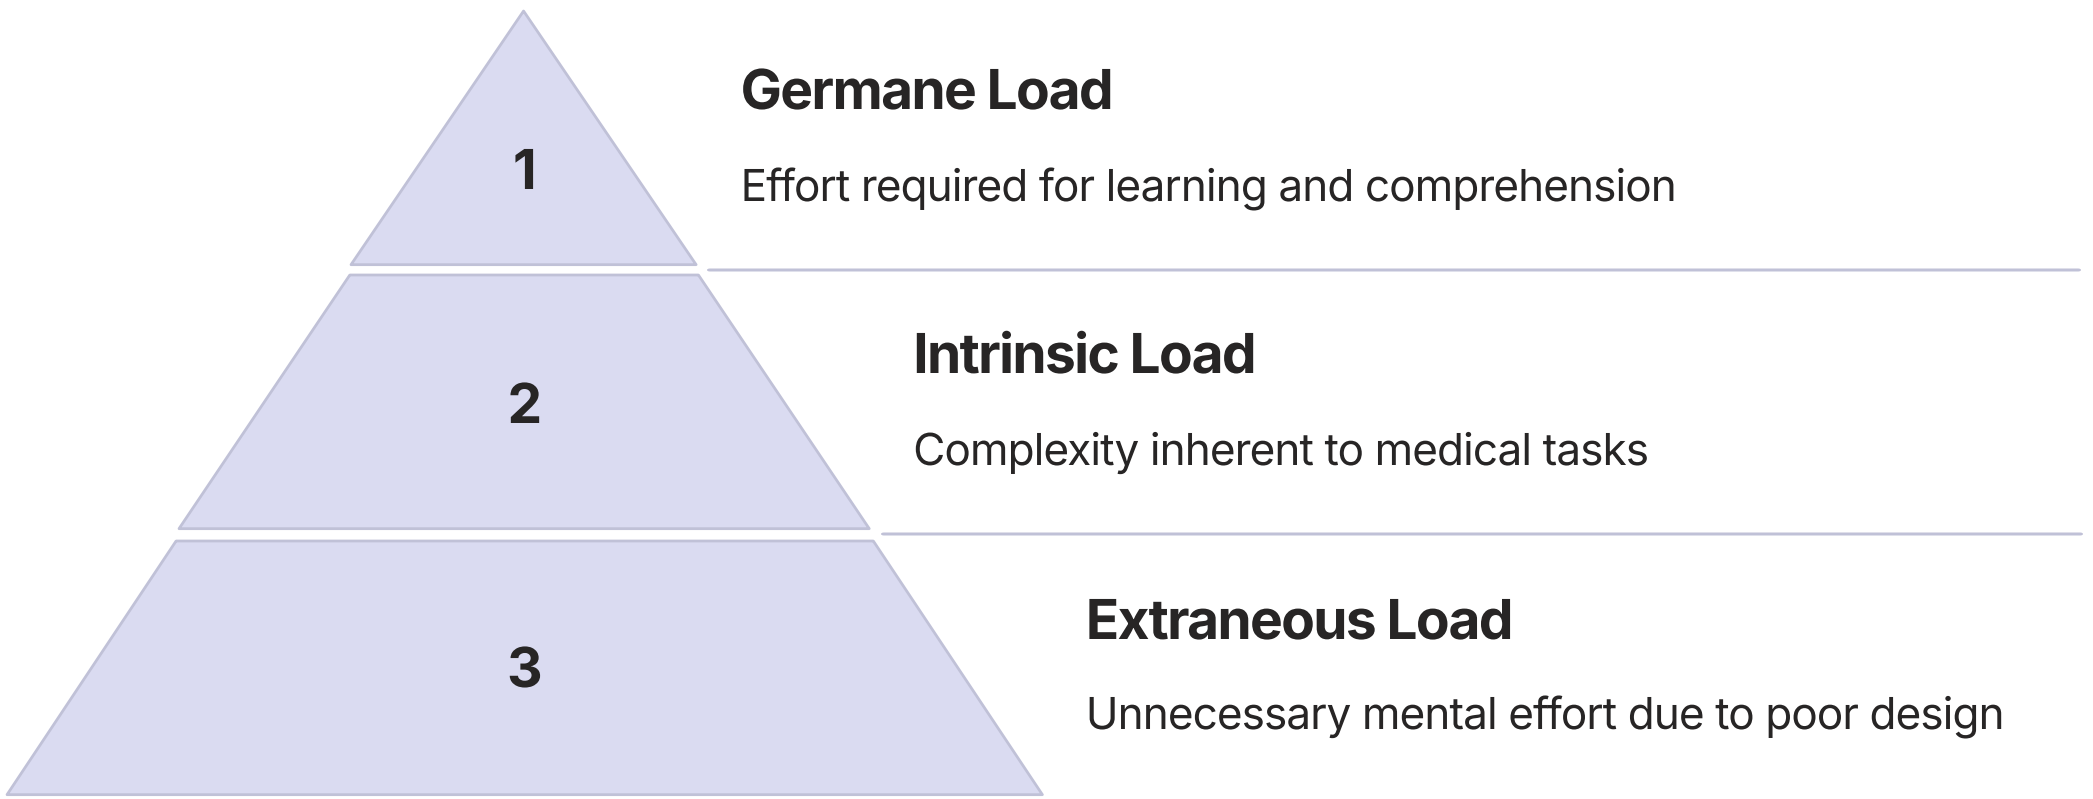 1
Germane Load
Effort required for learning and comprehension
2
Intrinsic Load
Complexity inherent to medical tasks
3
Extraneous Load
Unnecessary mental effort due to poor design